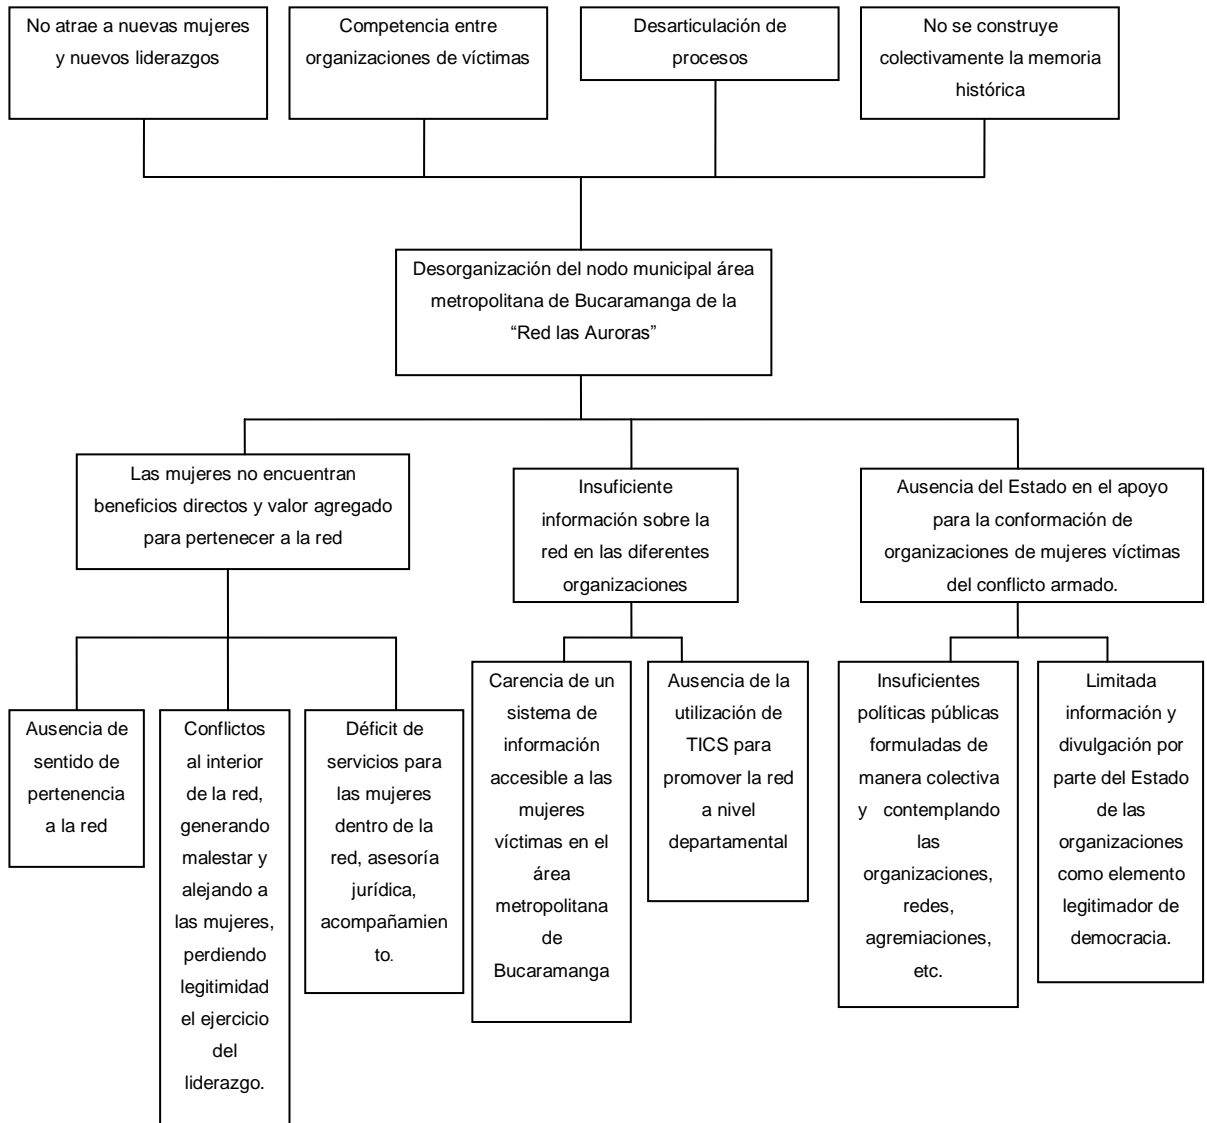 No atrae a nuevas mujeres
y nuevos liderazgos
Competencia entre
organizaciones de víctimas
Desarticulación de
procesos
No se construye
colectivamente la memoria
histórica
Desorganización del nodo municipal área
metropolitana de Bucaramanga de la
“Red las Auroras”
Las mujeres no encuentran
beneficios directos y valor agregado
para pertenecer a la red
Insuficiente
información sobre la
red en las diferentes
organizaciones
Ausencia del Estado en el apoyo
para la conformación de
organizaciones de mujeres víctimas
del conflicto armado.
Ausencia de
sentido de
pertenencia
a la red
Conflictos
al interior
de la red,
generando
malestar y
alejando a
las mujeres,
perdiendo
legitimidad
el ejercicio
del
liderazgo.
Déficit de
servicios para
las mujeres
dentro de la
red, asesoría
jurídica,
acompañamien
to.
Carencia de un
sistema de
información
accesible a las
mujeres
víctimas en el
área
metropolitana
de
Bucaramanga
Ausencia de la
utilización de
TICS para
promover la red
a nivel
departamental
Insuficientes
políticas públicas
formuladas de
manera colectiva
y contemplando
las
organizaciones,
redes,
agremiaciones,
etc.
Limitada
información y
divulgación por
parte del Estado
de las
organizaciones
como elemento
legitimador de
democracia.